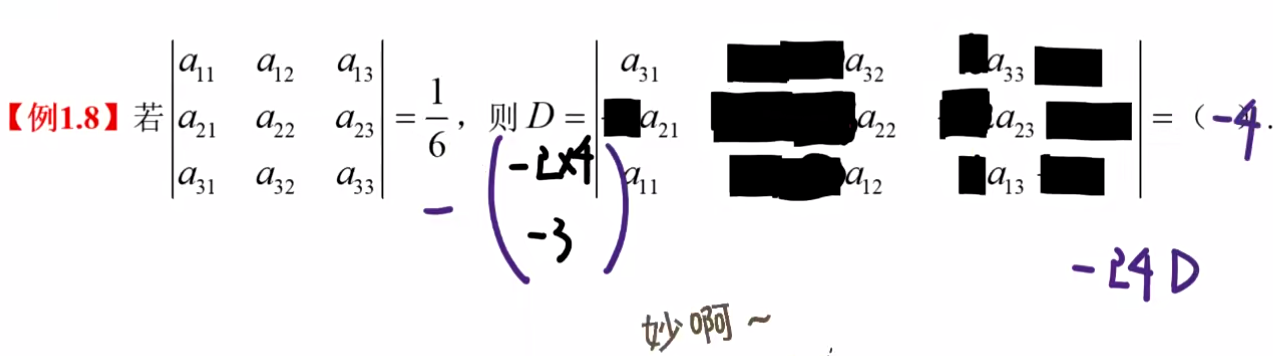 【例1.8】若 |a₁₁ a₁₂ a₁₃| = 1/6，则 D = |a₃₁ a₃₂ a₃₃| = （-4.
|a₂₁ a₂₂ a₂₃| |a₂₁ a₂₂ a₂₃|
|a₃₁ a₃₂ a₃₃| |a₁₁ a₁₂ a₁₃|
- ( -2×4
-3 )
-24D
妙啊~